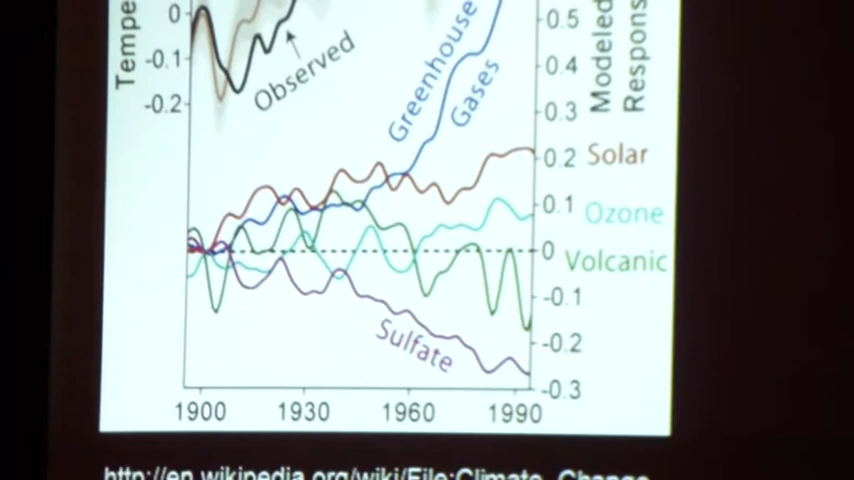 0
0.5
-0.1
0.4
-0.2
0.3
Observed
Greenhouse
Gases
Modeled
0.2
Solar
0.1
Ozone
0
Volcanic
-0.1
-0.2
Sulfate
-0.3
1900
1930
1960
1990
http://en.wikipedia.org/wiki/File:Climate_Change